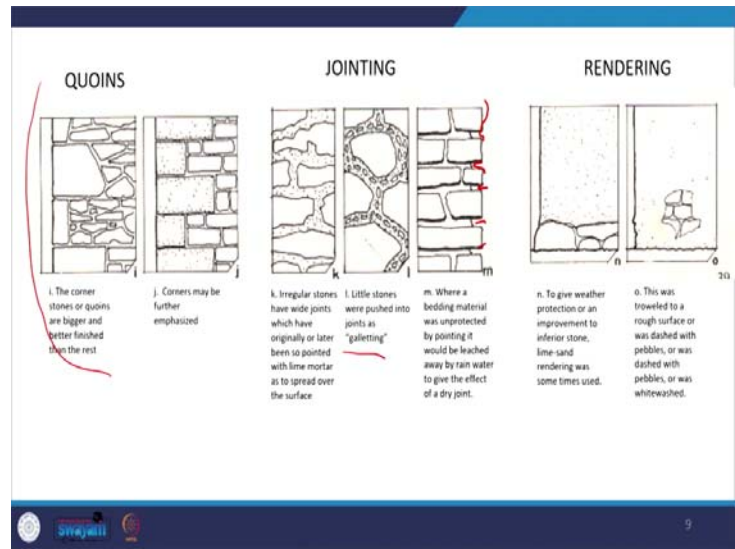 QUOINS
JOINTING
RENDERING
i
j
k
l
m
n
o
20
i. The corner
stones or quoins
are bigger and
better finished
than the rest
j. Corners may be
further
emphasized
k. Irregular stones
have wide joints
which have
originally or later
been so pointed
with lime mortar
as to spread over
the surface
l. Little stones
were pushed into
joints as
"galletting"
m. Where a
bedding material
was unprotected
by pointing it
would be leached
away by rain water
to give the effect
of a dry joint.
n. To give weather
protection or an
improvement to
inferior stone,
lime-sand
rendering was
some times used.
o. This was
troweled to a
rough surface or
was dashed with
pebbles, or was
dashed with
pebbles, or was
whitewashed.
swayam
9